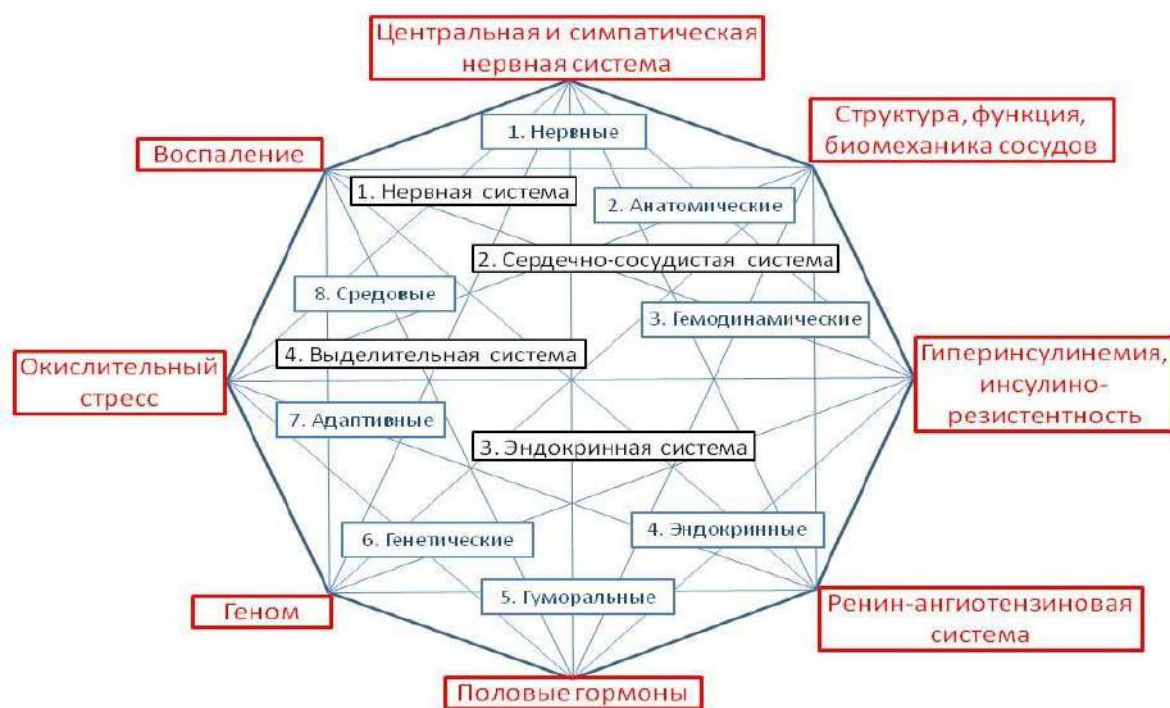 Центральная и симпатическая
нервная система
Структура, функция,
биомеханика сосудов
Воспаление
1. Нервные
1. Нервная система
2. Анатомические
2. Сердечно-сосудистая система
8. Средовые
3. Гемодинамические
4. Выделительная система
Окислительный
стресс
Гиперинсулинемия,
инсулино-
резистентность
7. Адаптивные
3. Эндокринная система
6. Генетические
4. Эндокринные
5. Гуморальные
Геном
Ренин-ангиотензиновая
система
Половые гормоны